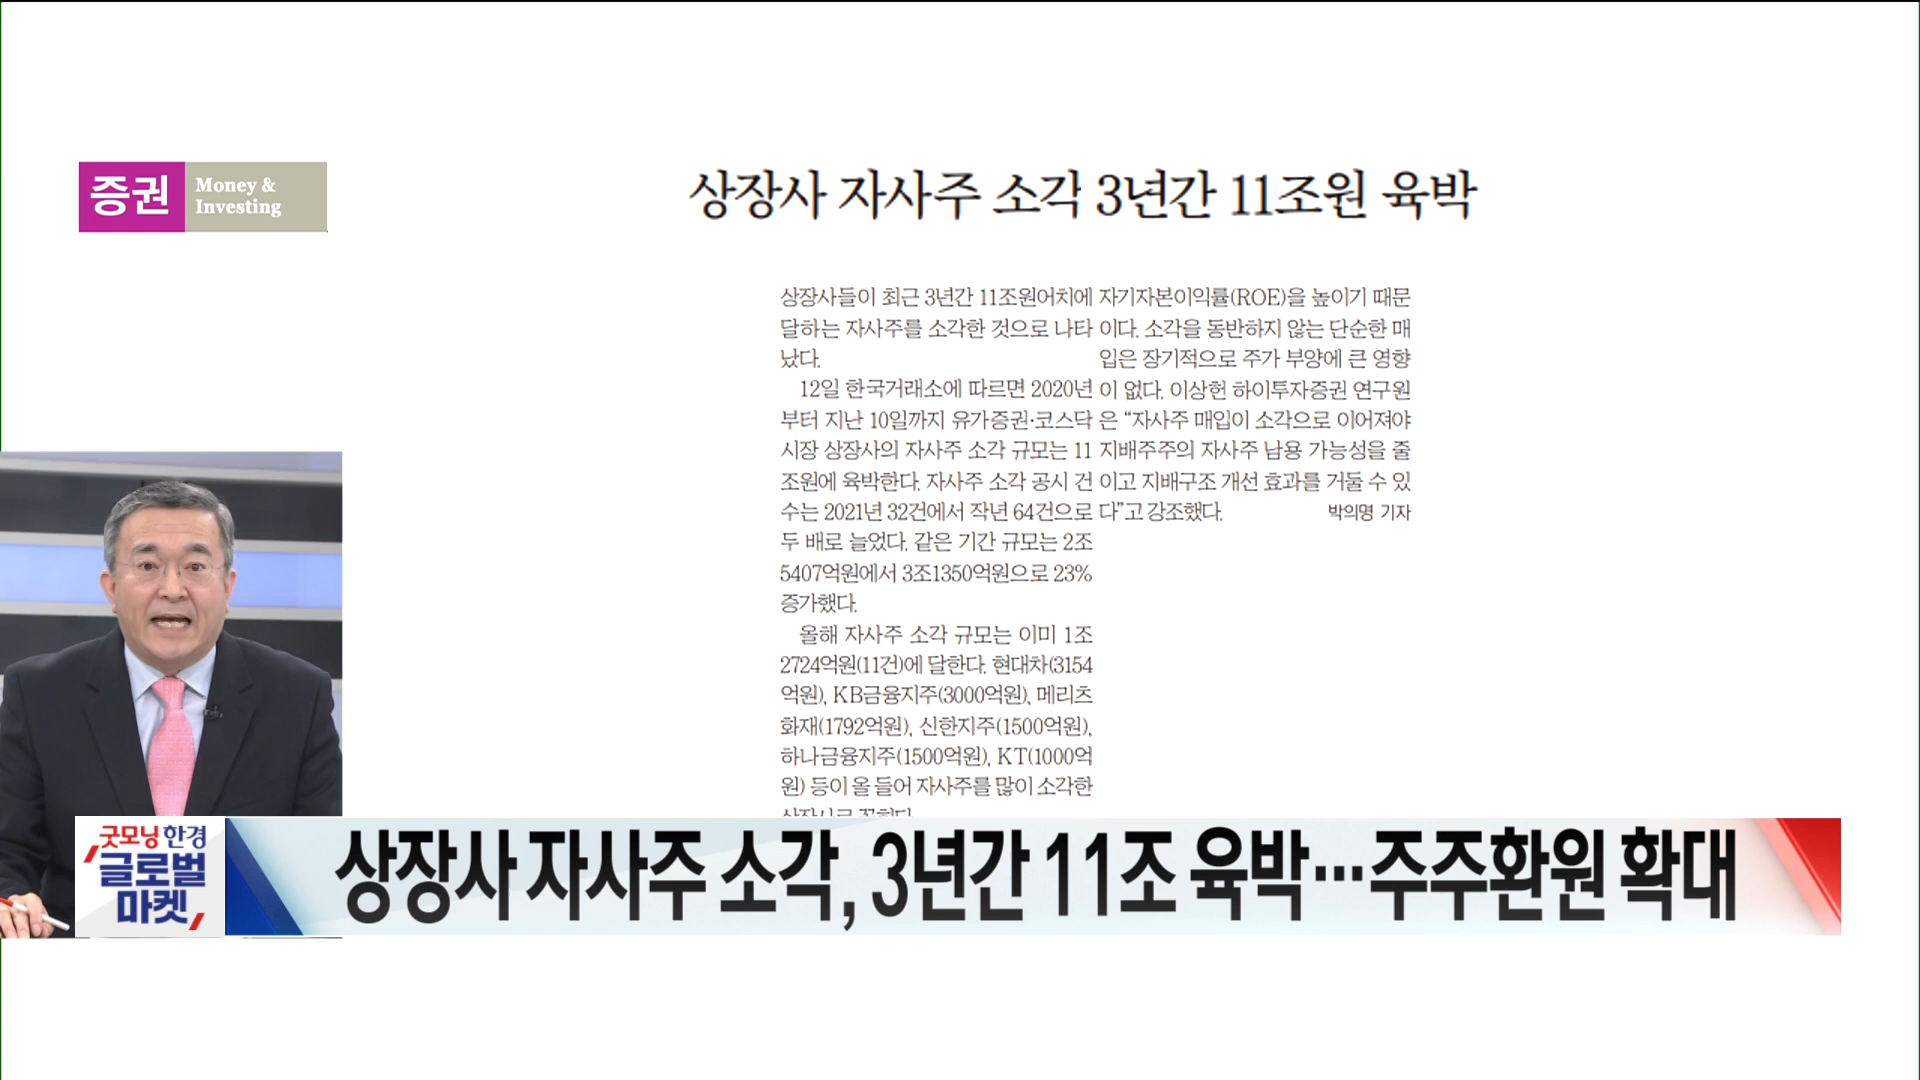 증권
Money &
Investing
상장사 자사주 소각 3년간 11조원 육박
상장사들이 최근 3년간 11조원어치에
달하는 자사주를 소각한 것으로 나타
났다.
12일 한국거래소에 따르면 2020년
부터 지난 10일까지 유가증권·코스닥
시장 상장사의 자사주 소각 규모는 11
조원에 육박한다. 자사주 소각 공시 건
수는 2021년 32건에서 작년 64건으로
두 배로 늘었다. 같은 기간 규모는 2조
5407억원에서 3조1350억원으로 23%
증가했다.
올해 자사주 소각 규모는 이미 1조
2724억원(11건)에 달한다. 현대차(3154
억원), KB금융지주(3000억원), 메리츠
화재(1792억원), 신한지주(1500억원),
하나금융지주(1500억원), KT(1000억
원) 등이 올 들어 자사주를 많이 소각한
자기자본이익률(ROE)을 높이기 때문
이다. 소각을 동반하지 않는 단순한 매
입은 장기적으로 주가 부양에 큰 영향
이 없다. 이상헌 하이투자증권 연구원
은 “자사주 매입이 소각으로 이어져야
지배주주의 자사주 남용 가능성을 줄
이고 지배구조 개선 효과를 거둘 수 있
다”고 강조했다.
박의명 기자
굿모닝 한경
글로벌
마켓
상장사 자사주 소각, 3년간 11조 육박…주주환원 확대